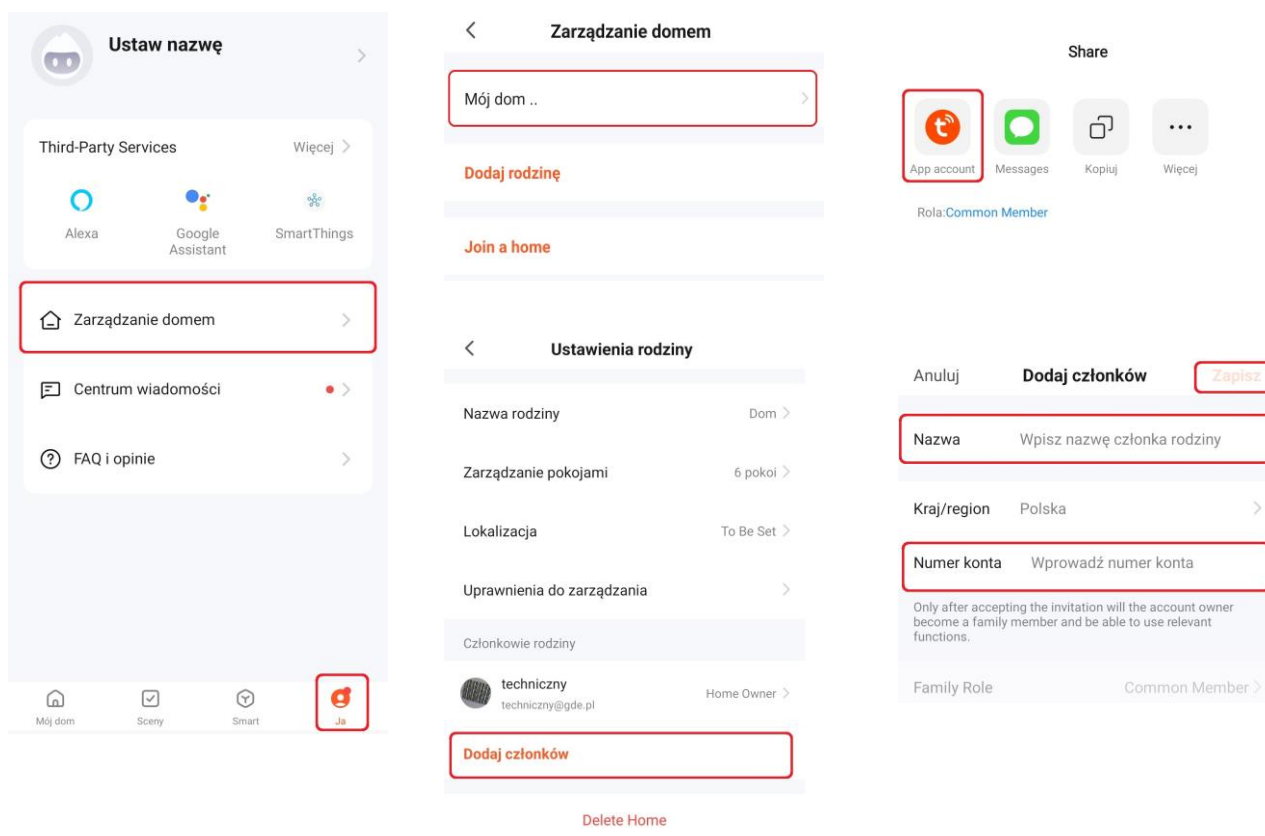 Ustaw nazwę
Third-Party Services Więcej
Alexa
Google
Assistant
SmartThings
Zarządzanie domem
Centrum wiadomości
FAQ i opinie
Mój dom Sceny Smart Ja
Zarządzanie domem
Mój dom ..
Dodaj rodzinę
Join a home
Ustawienia rodziny
Nazwa rodziny Dom
Zarządzanie pokojami 6 pokoi
Lokalizacja To Be Set
Uprawnienia do zarządzania
Członkowie rodziny
techniczny
techniczny@gde.pl
Home Owner
Dodaj członków
Delete Home
Share
App account Messages Kopiuj Więcej
Rola:Common Member
Anuluj Dodaj członków Zapisz
Nazwa Wpisz nazwę członka rodziny
Kraj/region Polska
Numer konta Wprowadź numer konta
Only after accepting the invitation will the account owner
become a family member and be able to use relevant
functions.
Family Role Common Member